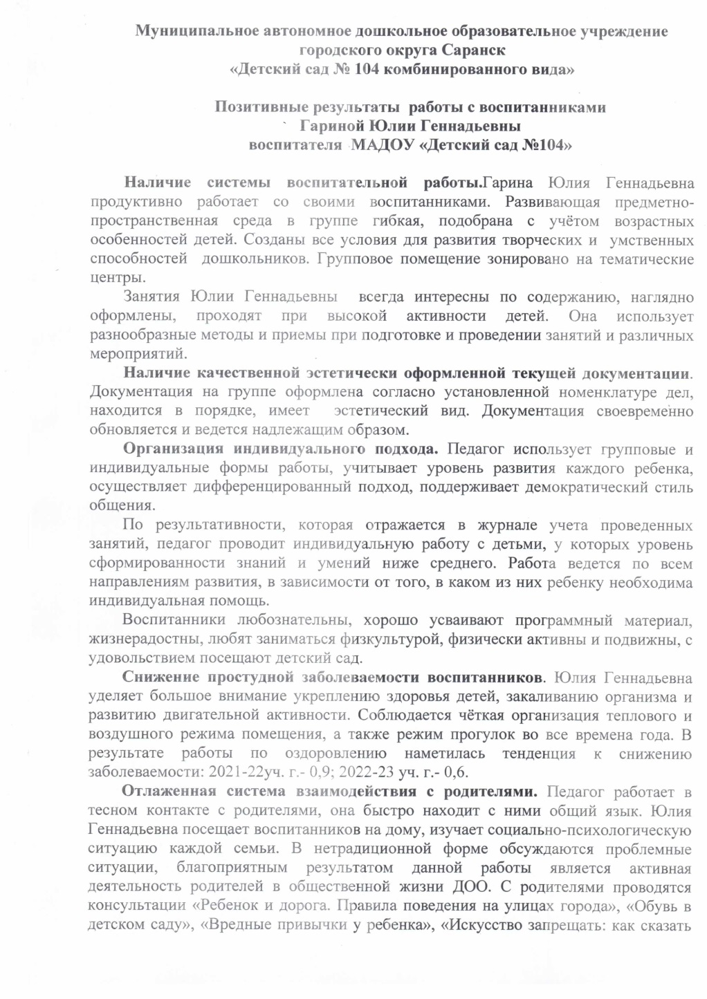 Муниципальное автономное дошкольное образовательное учреждение
городского округа Саранск
«Детский сад № 104 комбинированного вида»
Позитивные результаты работы с воспитанниками
Гариной Юлии Геннадьевны
воспитателя МАДОУ «Детский сад №104»
Наличие системы воспитательной работы.Гарина Юлия Геннадьевна
продуктивно работает со своими воспитанниками. Развивающая предметно-
пространственная среда в группе гибкая, подобрана с учётом возрастных
особенностей детей. Созданы все условия для развития творческих и умственных
способностей дошкольников. Групповое помещение зонировано на тематические
центры.
Занятия Юлии Геннадьевны всегда интересны по содержанию, наглядно
оформлены, проходят при высокой активности детей. Она использует
разнообразные методы и приемы при подготовке и проведении занятий и различных
мероприятий.
Наличие качественной эстетически оформленной текущей документации.
Документация на группе оформлена согласно установленной номенклатуре дел,
находится в порядке, имеет эстетический вид. Документация своевременно
обновляется и ведется надлежащим образом.
Организация индивидуального подхода. Педагог использует групповые и
индивидуальные формы работы, учитывает уровень развития каждого ребенка,
осуществляет дифференцированный подход, поддерживает демократический стиль
общения.
По результативности, которая отражается в журнале учета проведенных
занятий, педагог проводит индивидуальную работу с детьми, у которых уровень
сформированности знаний и умений ниже среднего. Работа ведется по всем
направлениям развития, в зависимости от того, в каком из них ребенку необходима
индивидуальная помощь.
Воспитанники любознательны, хорошо усваивают программный материал,
жизнерадостны, любят заниматься физкультурой, физически активны и подвижны, с
удовольствием посещают детский сад.
Снижение простудной заболеваемости воспитанников. Юлия Геннадьевна
уделяет большое внимание укреплению здоровья детей, закаливанию организма и
развитию двигательной активности. Соблюдается чёткая организация теплового и
воздушного режима помещения, а также режим прогулок во все времена года. В
результате работы по оздоровлению наметилась тенденция к снижению
заболеваемости: 2021-22уч. г.- 0,9; 2022-23 уч. г.- 0,6.
Отлаженная система взаимодействия с родителями. Педагог работает в
тесном контакте с родителями, она быстро находит с ними общий язык. Юлия
Геннадьевна посещает воспитанников на дому, изучает социально-психологическую
ситуацию каждой семьи. В нетрадиционной форме обсуждаются проблемные
ситуации, благоприятным результатом данной работы является активная
деятельность родителей в общественной жизни ДОО. С родителями проводятся
консультации «Ребенок и дорога. Правила поведения на улицах города», «Обувь в
детском саду», «Вредные привычки у ребенка», «Искусство запрещать: как сказать